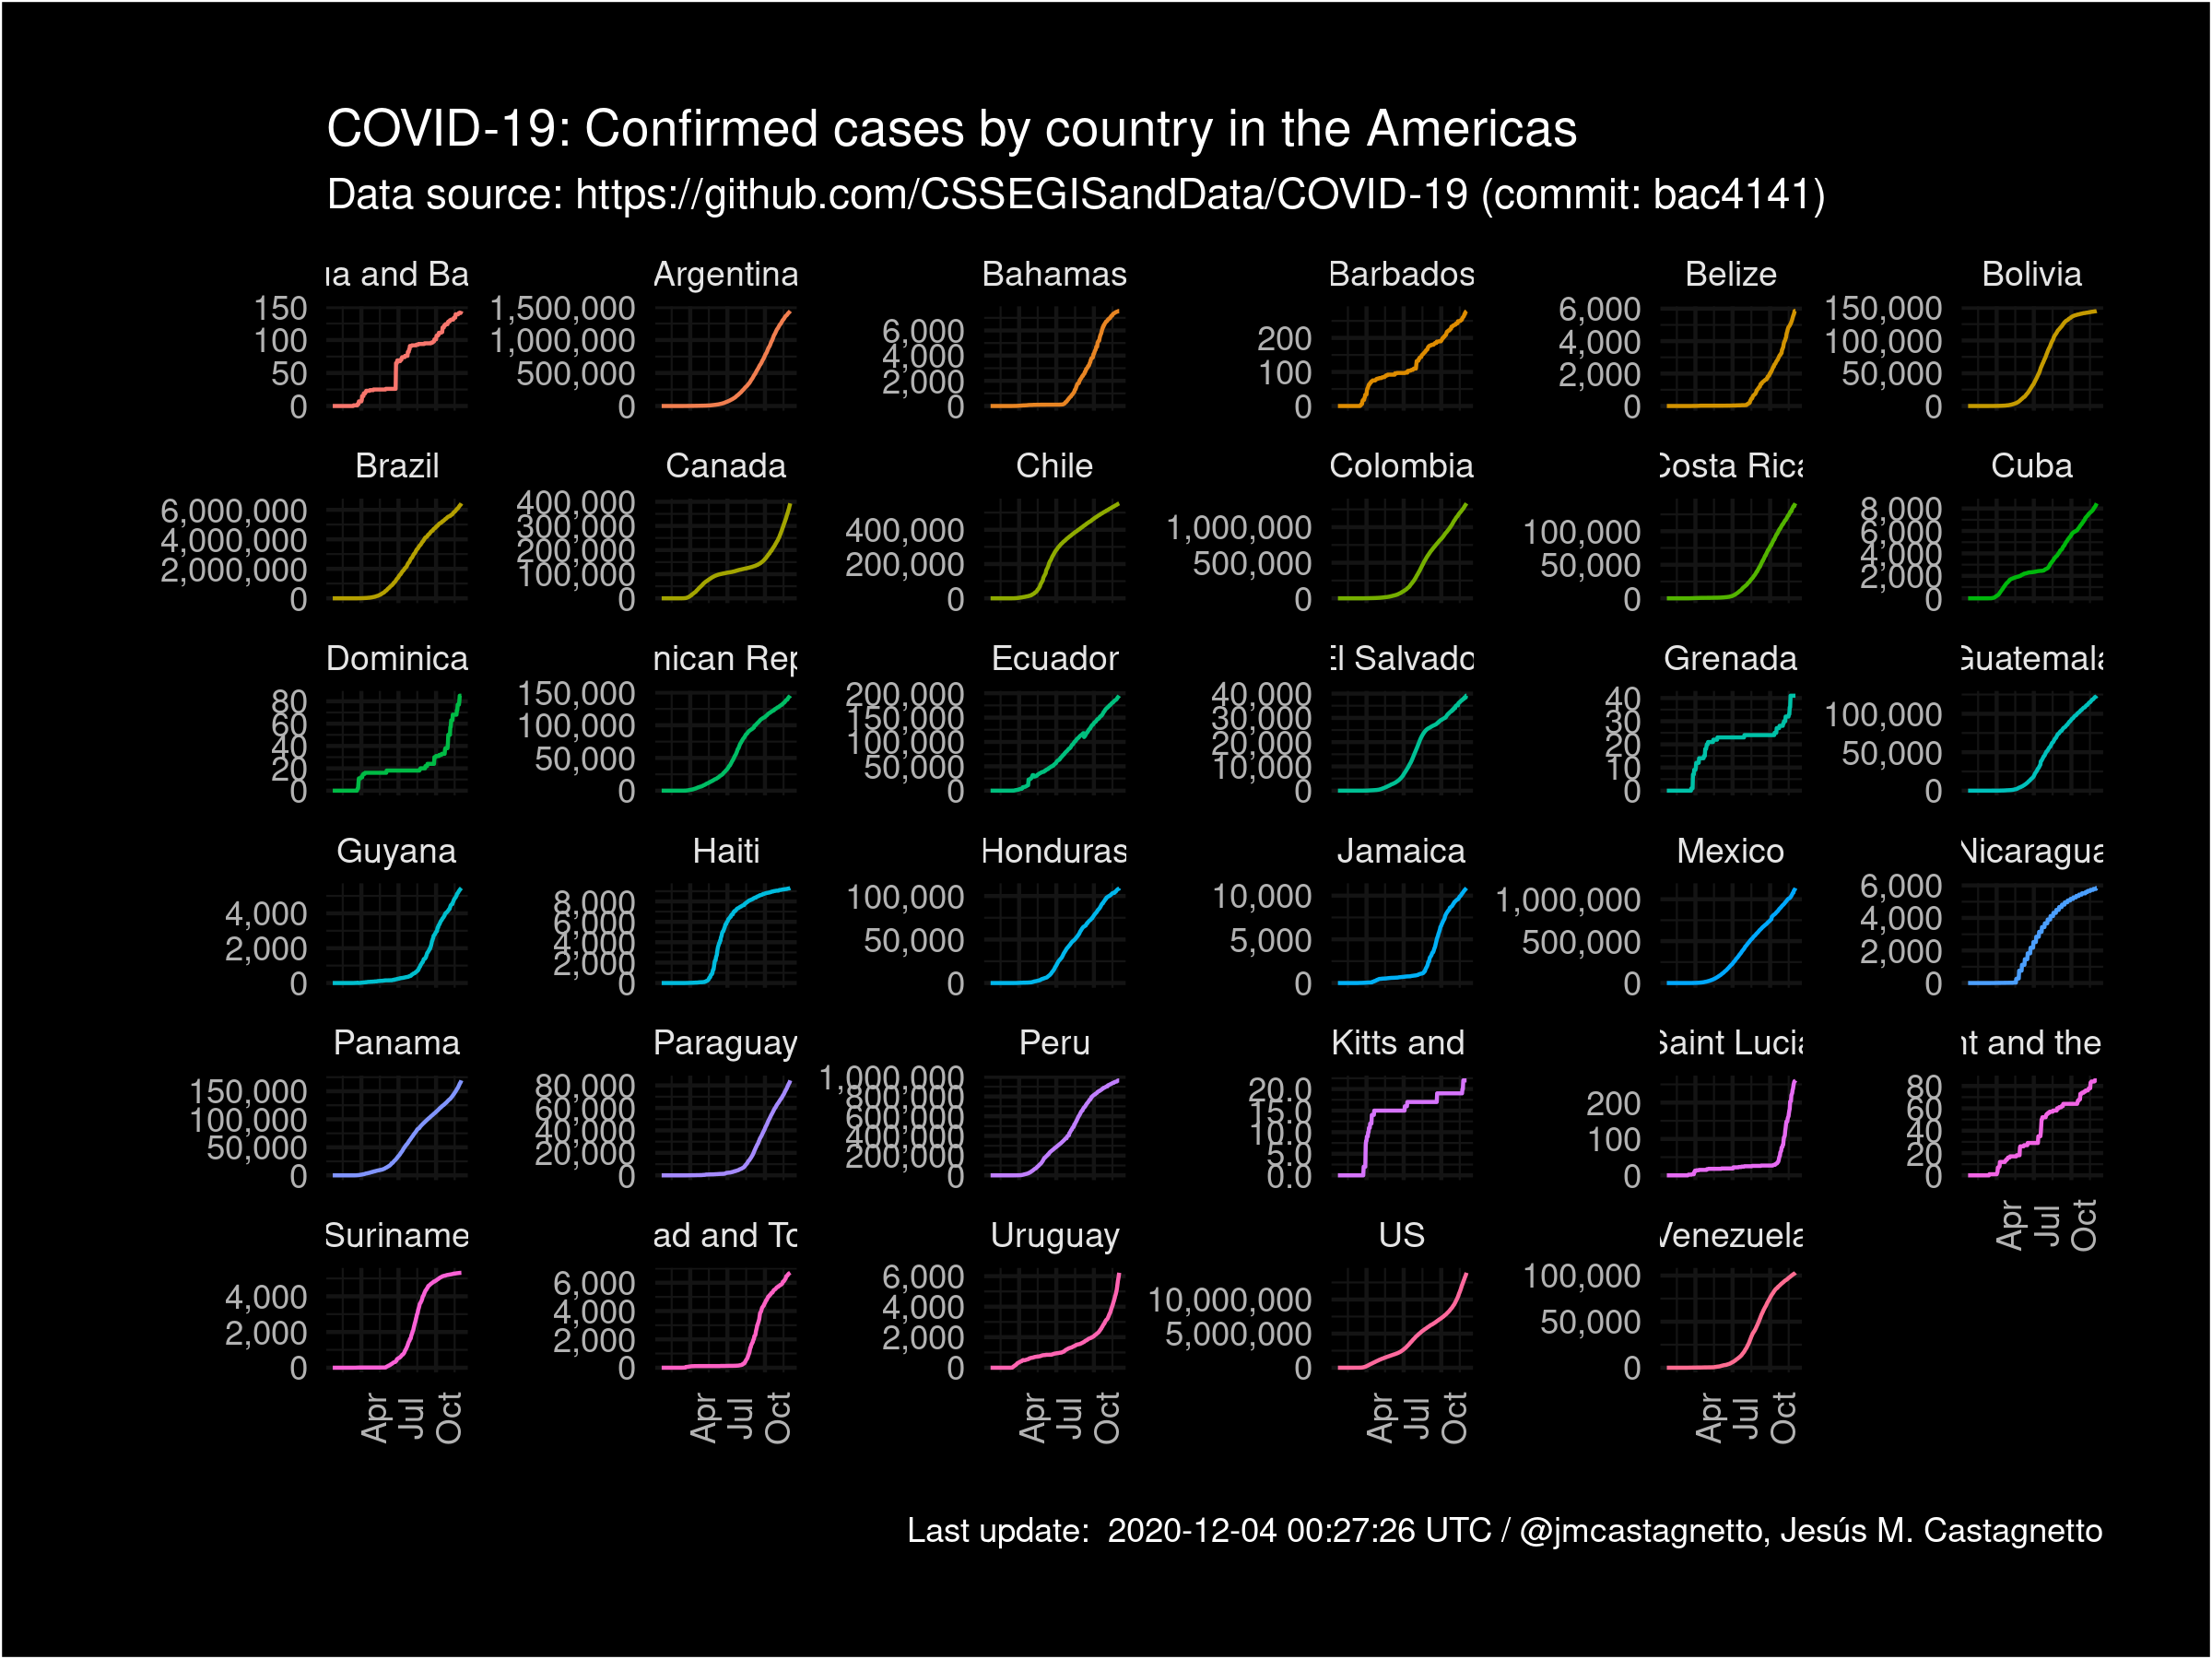 COVID-19: Confirmed cases by country in the Americas
Data source: https://github.com/CSSEGISandData/COVID-19 (commit: bac4141)
ua and Ba
150
100
50
0
Argentina
1,500,000
1,000,000
500,000
0
Bahamas
6,000
4,000
2,000
0
Barbados
200
100
0
Belize
6,000
4,000
2,000
0
Bolivia
150,000
100,000
50,000
0
Brazil
6,000,000
4,000,000
2,000,000
0
Canada
400,000
300,000
200,000
100,000
0
Chile
400,000
200,000
0
Colombia
1,000,000
500,000
0
Costa Rica
100,000
50,000
0
Cuba
8,000
6,000
4,000
2,000
0
Dominica
80
60
40
20
0
nican Rep
150,000
100,000
50,000
0
Ecuador
200,000
150,000
100,000
50,000
0
El Salvado
40,000
30,000
20,000
10,000
0
Grenada
40
30
20
10
0
Guatemala
100,000
50,000
0
Guyana
4,000
2,000
0
Haiti
8,000
6,000
4,000
2,000
0
Honduras
100,000
50,000
0
Jamaica
10,000
5,000
0
Mexico
1,000,000
500,000
0
Nicaragua
6,000
4,000
2,000
0
Panama
150,000
100,000
50,000
0
Paraguay
80,000
60,000
40,000
20,000
0
Peru
1,000,000
800,000
600,000
400,000
200,000
0
Kitts and
20.0
15.0
10.0
5.0
0.0
Saint Lucia
200
100
0
nt and the
80
60
40
20
0
Apr
Jul
Oct
Suriname
4,000
2,000
0
Apr
Jul
Oct
ad and To
6,000
4,000
2,000
0
Apr
Jul
Oct
Uruguay
6,000
4,000
2,000
0
Apr
Jul
Oct
US
10,000,000
5,000,000
0
Apr
Jul
Oct
Venezuela
100,000
50,000
0
Apr
Jul
Oct
Last update:  2020-12-04 00:27:26 UTC / @jmcastagnetto, Jesús M. Castagnetto